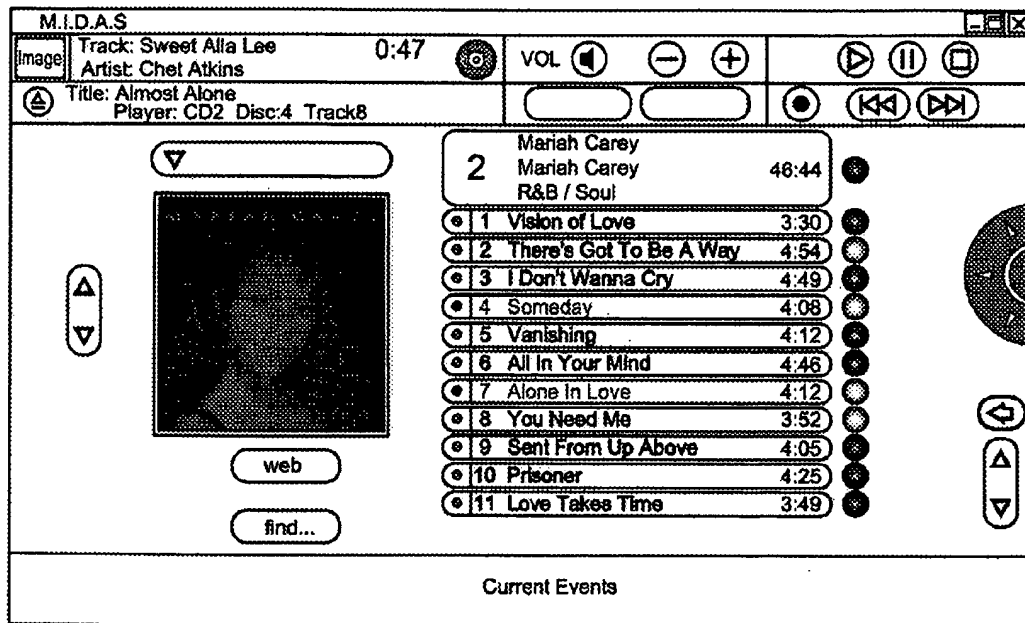 M.I.D.A.S
Image
Track: Sweet Alla Lee 0:47
Artist: Chet Atkins
VOL
Title: Almost Alone
Player: CD2 Disc:4 Track8
Mariah Carey
2 Mariah Carey 46:44
R&B / Soul
1 Vision of Love 3:30
2 There's Got To Be A Way 4:54
3 I Don't Wanna Cry 4:49
4 Someday 4:08
5 Vanishing 4:12
6 All In Your Mind 4:46
7 Alone In Love 4:12
8 You Need Me 3:52
9 Sent From Up Above 4:05
10 Prisoner 4:25
11 Love Takes Time 3:49
web
find...
Current Events